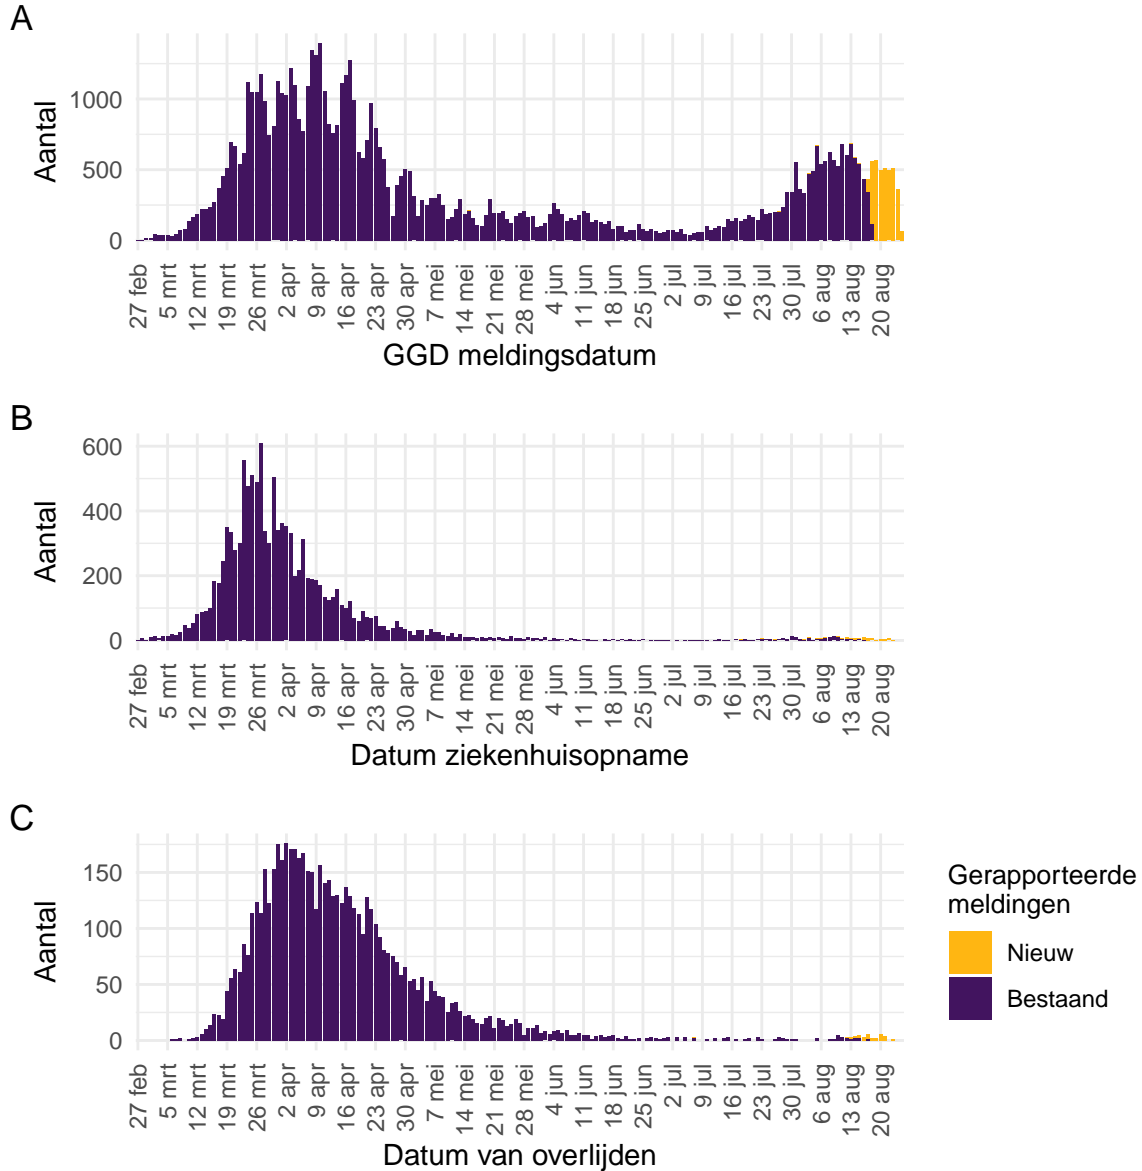 A
Aantal
1000
500
0
27 feb
5 mrt
12 mrt
19 mrt
26 mrt
2 apr
9 apr
16 apr
23 apr
30 apr
7 mei
14 mei
21 mei
28 mei
4 jun
11 jun
18 jun
25 jun
2 jul
9 jul
16 jul
23 jul
30 jul
6 aug
13 aug
20 aug
GGD meldingsdatum
B
Aantal
600
400
200
0
27 feb
5 mrt
12 mrt
19 mrt
26 mrt
2 apr
9 apr
16 apr
23 apr
30 apr
7 mei
14 mei
21 mei
28 mei
4 jun
11 jun
18 jun
25 jun
2 jul
9 jul
16 jul
23 jul
30 jul
6 aug
13 aug
20 aug
Datum ziekenhuisopname
C
Aantal
150
100
50
0
27 feb
5 mrt
12 mrt
19 mrt
26 mrt
2 apr
9 apr
16 apr
23 apr
30 apr
7 mei
14 mei
21 mei
28 mei
4 jun
11 jun
18 jun
25 jun
2 jul
9 jul
16 jul
23 jul
30 jul
6 aug
13 aug
20 aug
Datum van overlijden
Gerapporteerde
meldingen
Nieuw
Bestaand